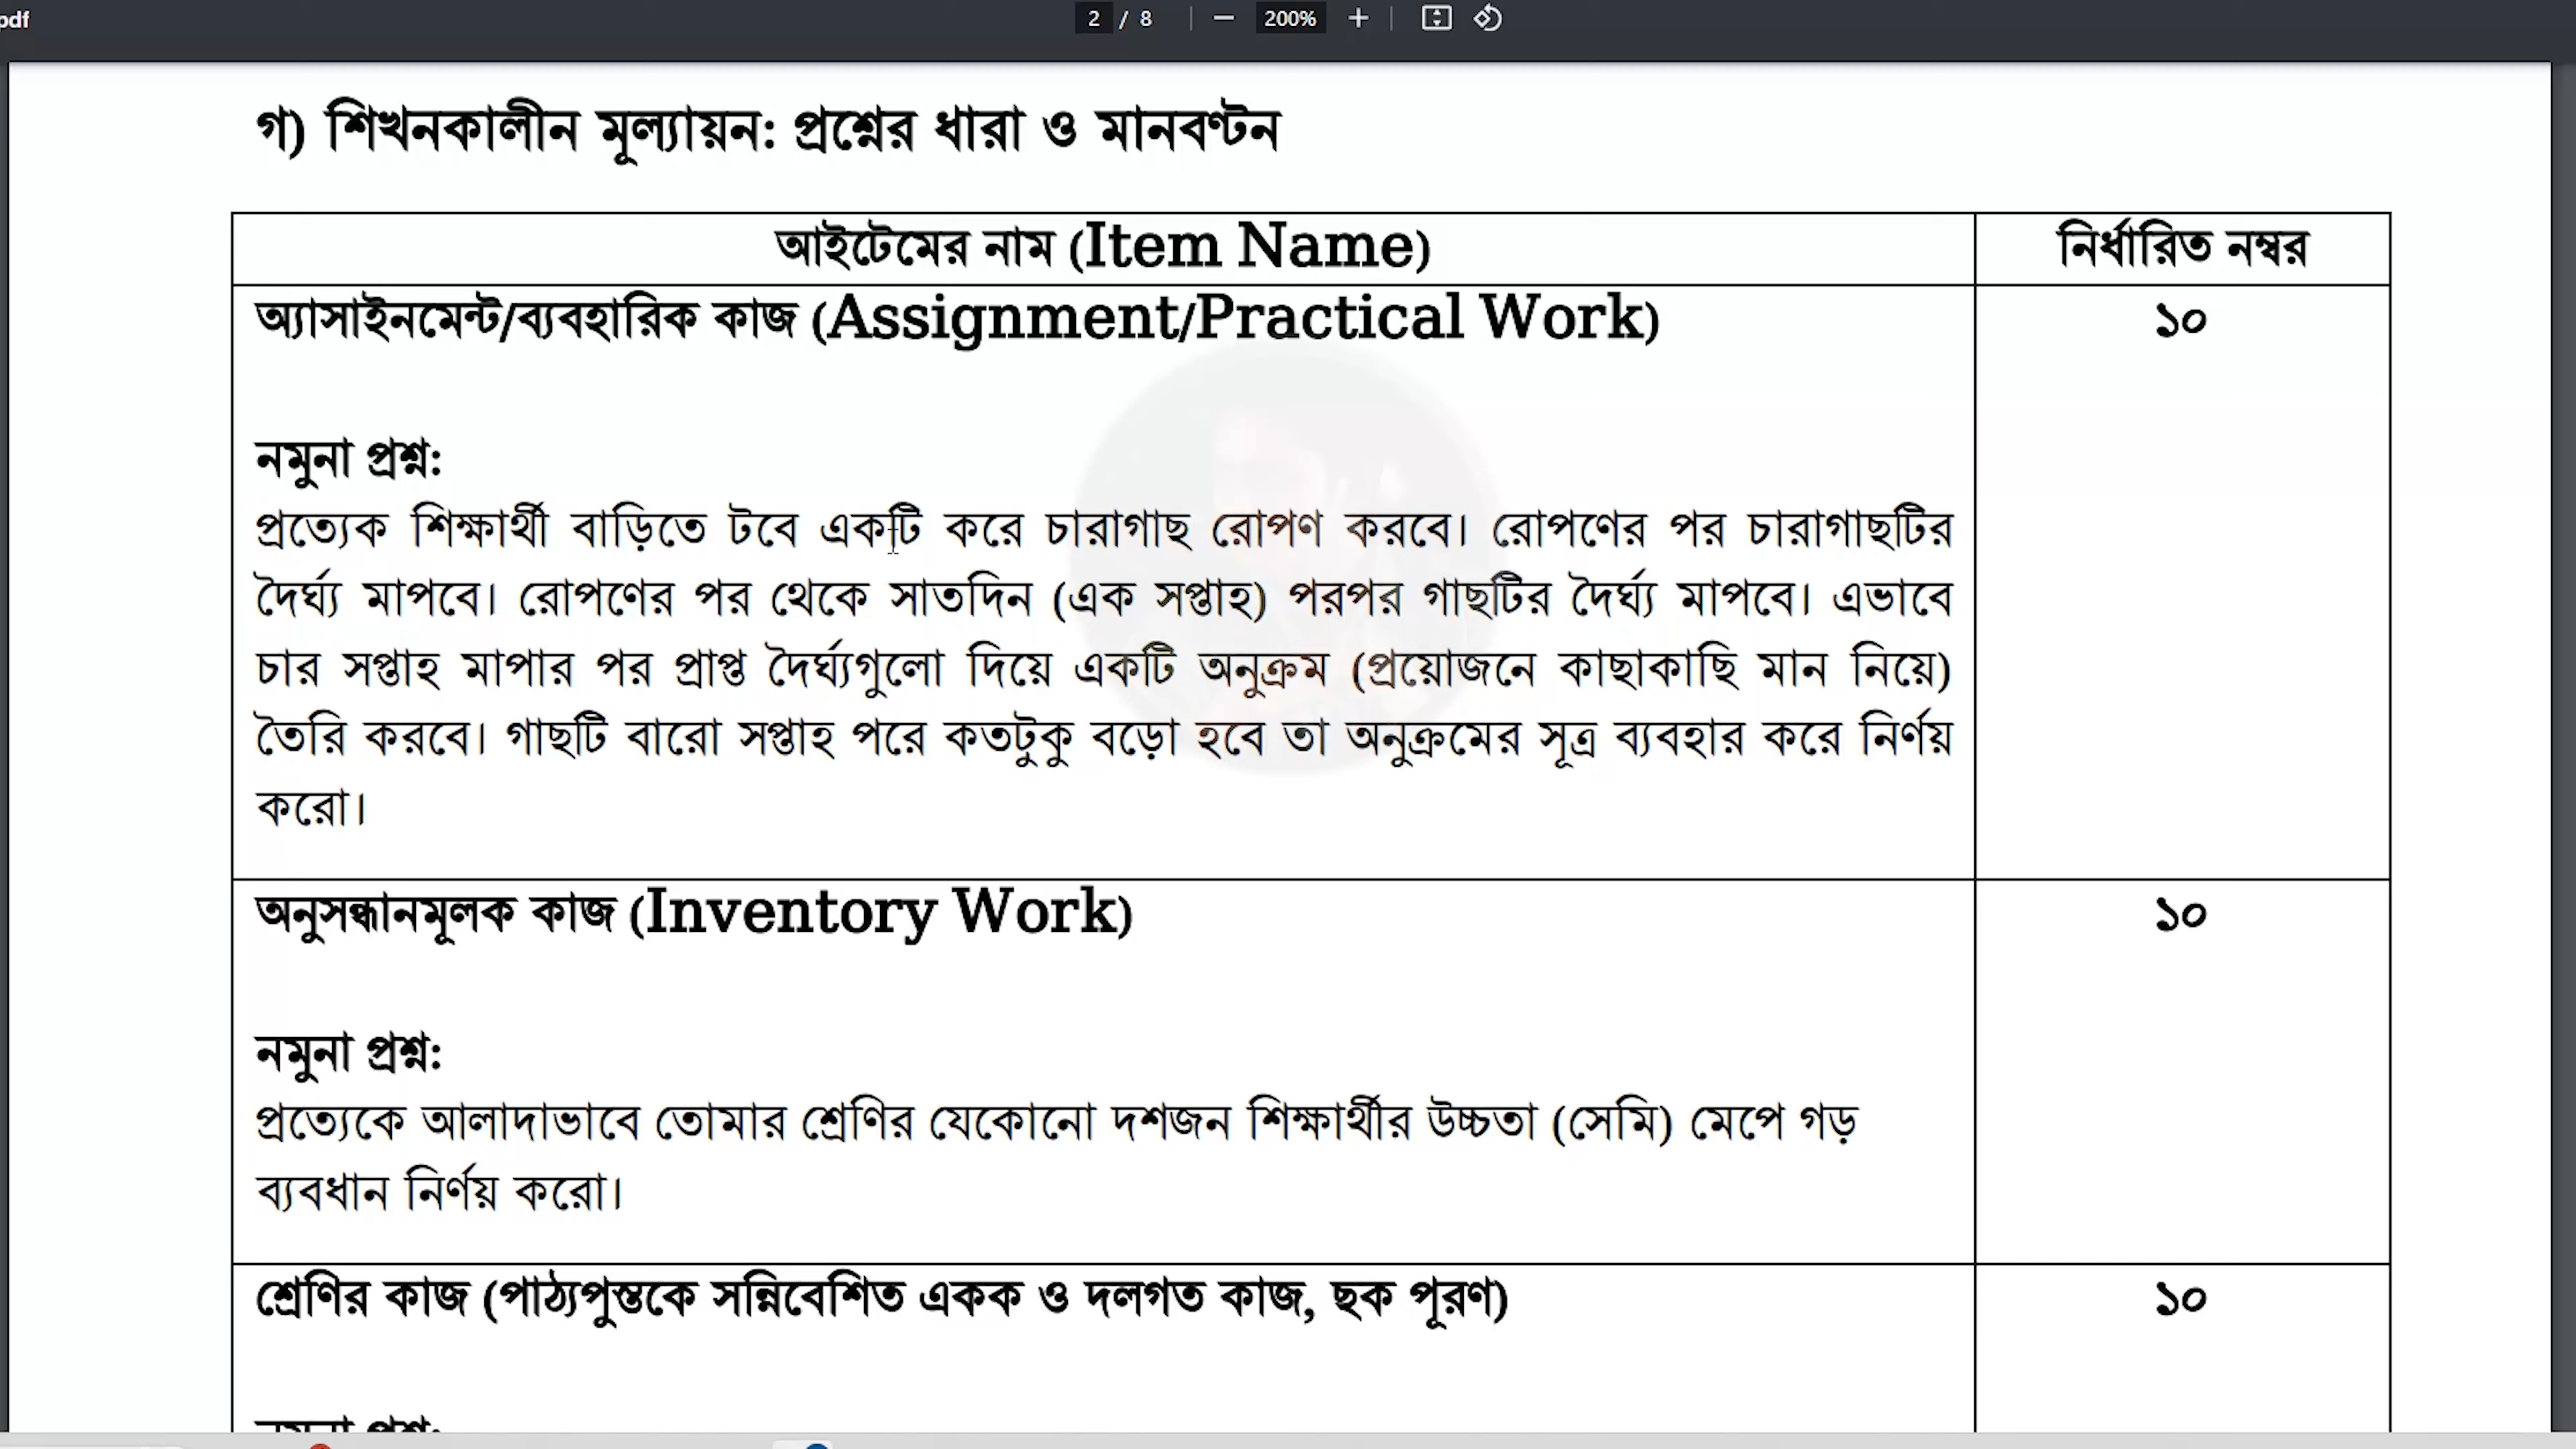 pdf
2 / 8 — 200% +
গ) শিখনকালীন মূল্যায়ন: প্রশ্নের ধারা ও মানবণ্টন
আইটেমের নাম (Item Name)
নির্ধারিত নম্বর
অ্যাসাইনমেন্ট/ব্যবহারিক কাজ (Assignment/Practical Work)
১০
নমুনা প্রশ্ন:
প্রত্যেক শিক্ষার্থী বাড়িতে টবে একটি করে চারাগাছ রোপণ করবে। রোপণের পর চারাগাছটির
দৈর্ঘ্য মাপবে। রোপণের পর থেকে সাতদিন (এক সপ্তাহ) পরপর গাছটির দৈর্ঘ্য মাপবে। এভাবে
চার সপ্তাহ মাপার পর প্রাপ্ত দৈর্ঘ্যগুলো দিয়ে একটি অনুক্রম (প্রয়োজনে কাছাকাছি মান নিয়ে)
তৈরি করবে। গাছটি বারো সপ্তাহ পরে কতটুকু বড়ো হবে তা অনুক্রমের সূত্র ব্যবহার করে নির্ণয়
করো।
অনুসন্ধানমূলক কাজ (Inventory Work)
১০
নমুনা প্রশ্ন:
প্রত্যেকে আলাদাভাবে তোমার শ্রেণির যেকোনো দশজন শিক্ষার্থীর উচ্চতা (সেমি) মেপে গড়
ব্যবধান নির্ণয় করো।
শ্রেণির কাজ (পাঠ্যপুস্তকে সন্নিবেশিত একক ও দলগত কাজ, ছক পূরণ)
১০
নমুনা প্রশ্ন: